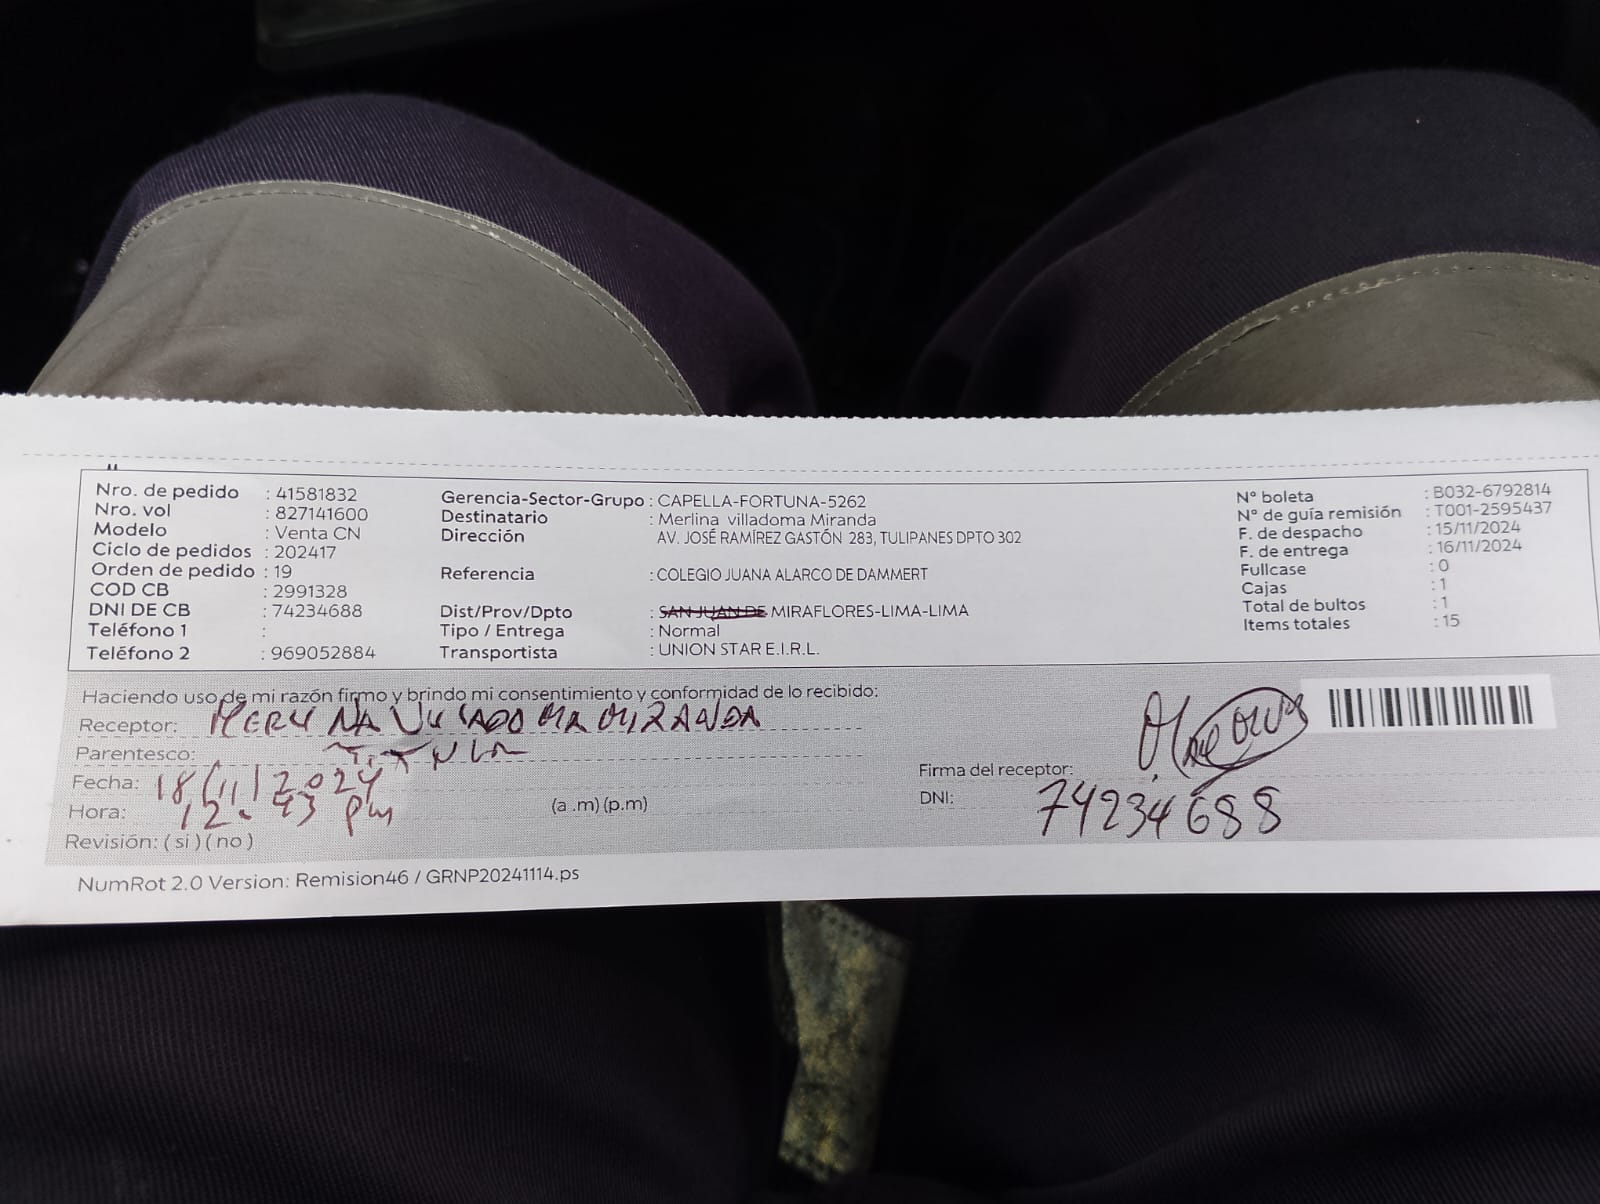 Nro. de pedido : 41581832
Nro. vol : 827141600
Modelo : Venta CN
Ciclo de pedidos : 202417
Orden de pedido : 19
COD CB : 2991328
DNI DE CB : 74234688
Teléfono 1 :
Teléfono 2 : 969052884
Gerencia-Sector-Grupo : CAPELLA-FORTUNA-5262
Destinatario : Merlina villadoma Miranda
Dirección AV. JOSÉ RAMÍREZ GASTÓN 283, TULIPANES DPTO 302
Referencia : COLEGIO JUANA ALARCO DE DAMMERT
Dist/Prov/Dpto : SAN JUAN DE MIRAFLORES-LIMA-LIMA
Tipo / Entrega : Normal
Transportista : UNION STAR E.I.R.L.
N° boleta : B032-6792814
N° de guía remisión : T001-2595437
F. de despacho : 15/11/2024
F. de entrega : 16/11/2024
Fullcase : 0
Cajas : 1
Total de bultos : 1
Items totales : 15
Haciendo uso de mi razón firmo y brindo mi consentimiento y conformidad de lo recibido:
Receptor: MIRANDA
Parentesco:
Fecha: 18/11/2024
Hora: 12.43 pm (a .m) (p.m)
Revisión: ( si ) ( no )
Firma del receptor:
DNI: 74234688
NumRot 2.0 Version: Remision46 / GRNP20241114.ps